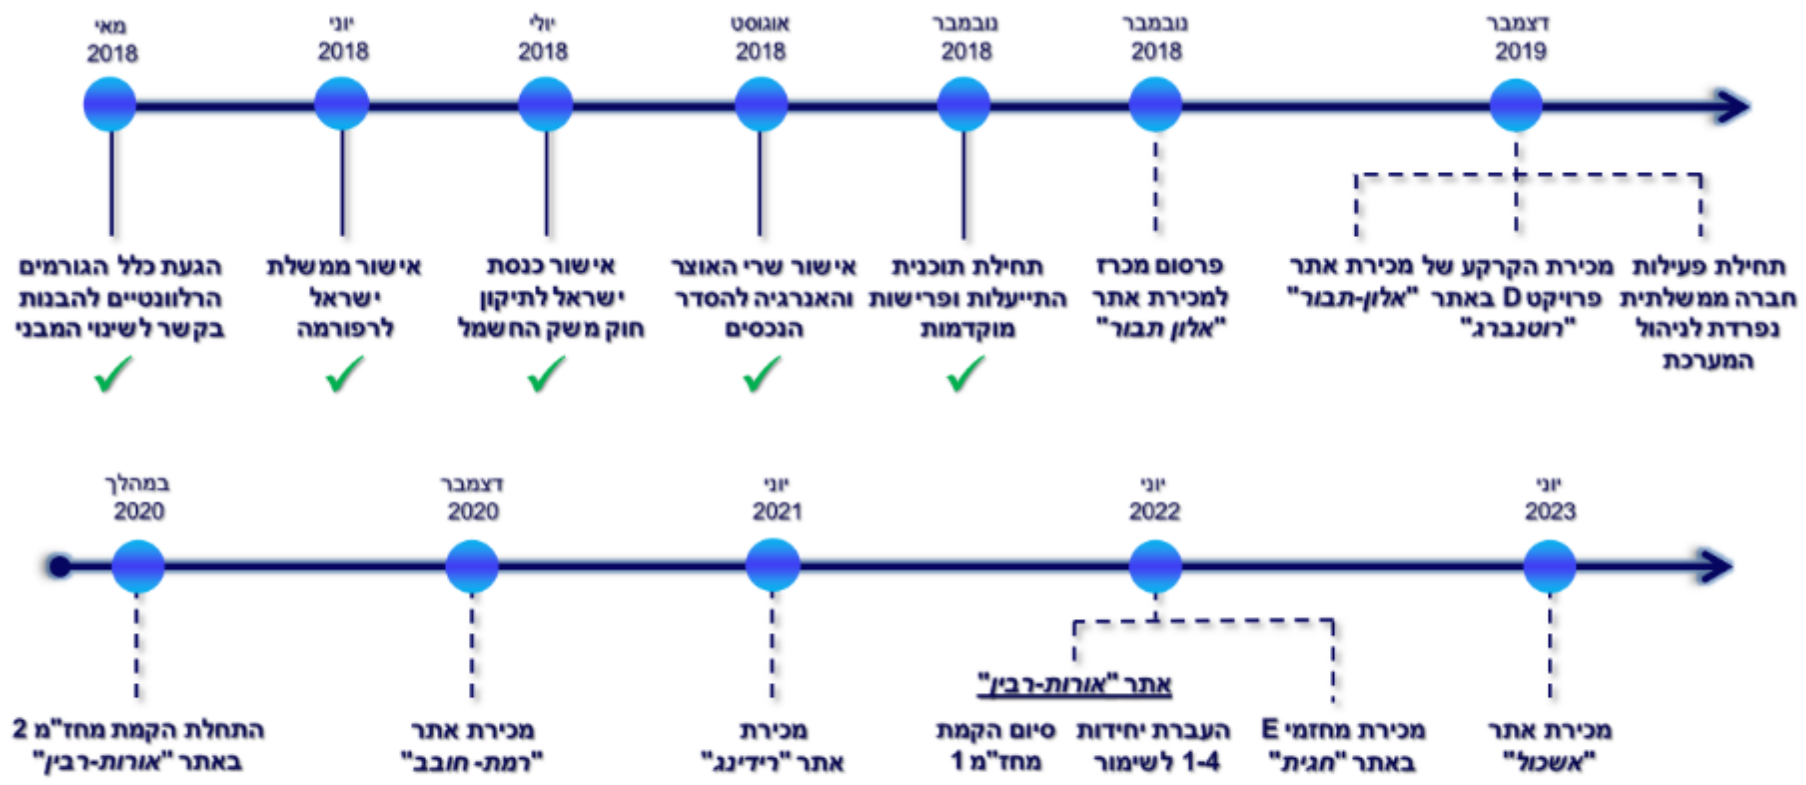 מאי
2018
הגעת כלל הגורמים
הרלוונטיים להבנות
בקשר לשינוי המבני
יוני
2018
אישור ממשלת
ישראל
לרפורמה
יולי
2018
אישור כנסת
ישראל לתיקון
חוק משק החשמל
אוגוסט
2018
אישור שרי האוצר
והאנרגיה להסדר
הנכסים
נובמבר
2018
תחילת תוכנית
התייעלות ופרישות
מוקדמות
נובמבר
2018
פרסום מכרז
למכירת אתר
"אלון תבור"
דצמבר
2019
מכירת אתר
"אלון-תבור"
מכירת הקרקע של
פרויקט D באתר
"רוטנברג"
תחילת פעילות
חברה ממשלתית
נפרדת לניהול
המערכת
במהלך
2020
התחלת הקמת מחז"מ 2
באתר "אורות-רבין"
דצמבר
2020
מכירת אתר
"רמת- חובב"
יוני
2021
מכירת
אתר "רידינג"
יוני
2022
אתר "אורות-רבין"
סיום הקמת
מחז"מ 1
העברת יחידות
1-4 לשימור
מכירת מחזמי E
באתר "חגית"
יוני
2023
מכירת אתר
"אשכול"